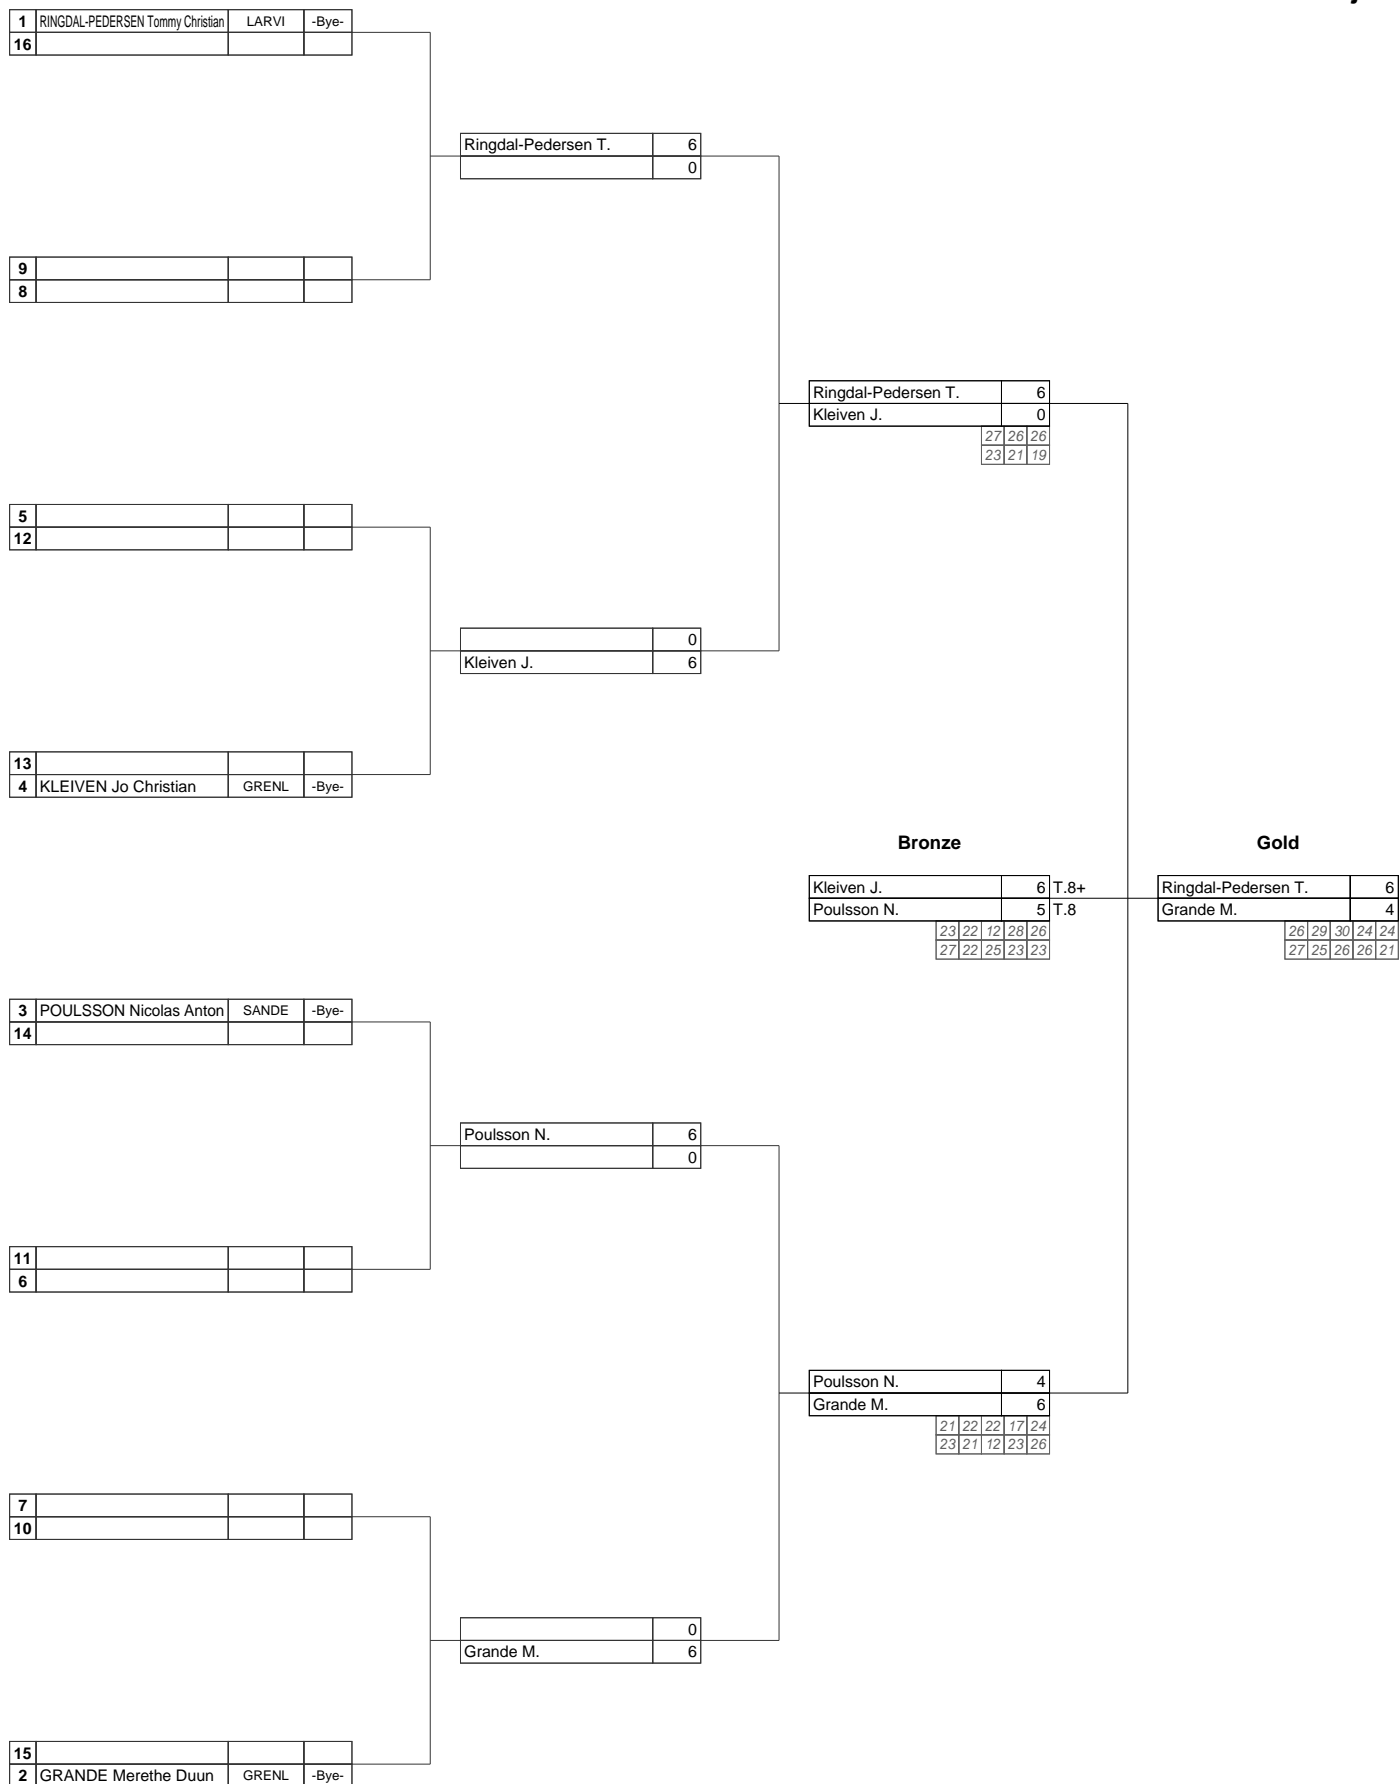 1 RINGDAL-PEDERSEN Tommy Christian LARVI -Bye-
16
Ringdal-Pedersen T. 6
0
9
8
Ringdal-Pedersen T. 6
Kleiven J. 0
27 26 26
23 21 19
5
12
0
Kleiven J. 6
13
4 KLEIVEN Jo Christian GRENL -Bye-
Bronze Gold
Kleiven J. 6 T.8+ Ringdal-Pedersen T. 6
Poulsson N. 5 T.8 Grande M. 4
23 22 12 28 26 26 29 30 24 24
27 22 25 23 23 27 25 26 26 21
3 POULSSON Nicolas Anton SANDE -Bye-
14
Poulsson N. 6
0
11
6
Poulsson N. 4
Grande M. 6
21 22 22 17 24
23 21 12 23 26
7
10
0
Grande M. 6
15
2 GRANDE Merethe Duun GRENL -Bye-